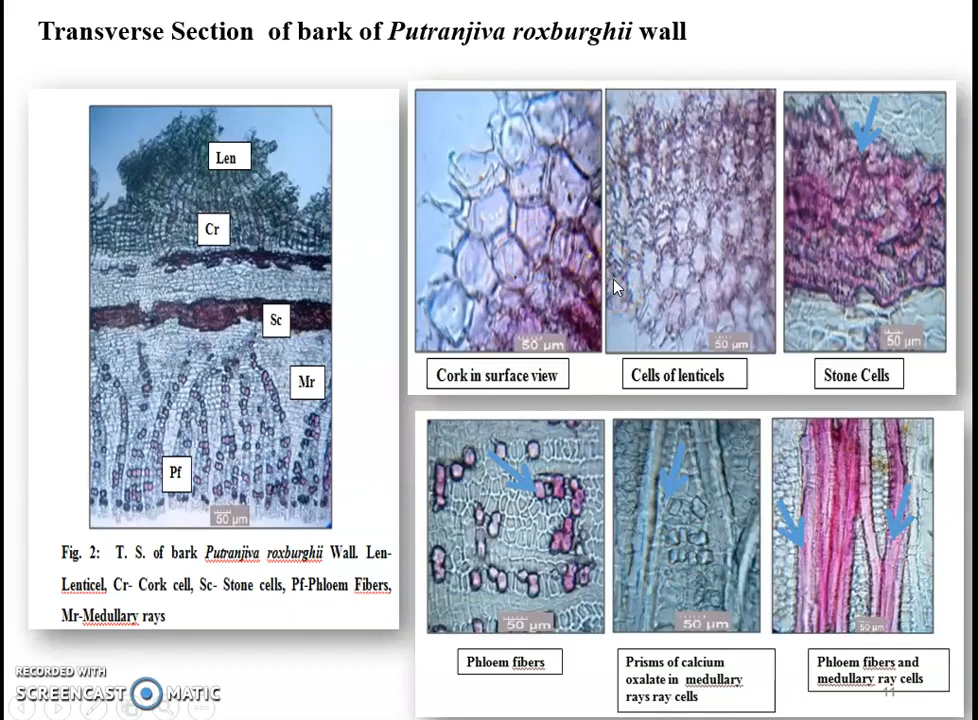 Transverse Section of bark of Putranjiva roxburghii wall
Len
Cr
Sc
Mr
Pf
50 µm
Fig. 2: T. S. of bark Putranjiva roxburghii Wall. Len-
Lenticel, Cr- Cork cell, Sc- Stone cells, Pf-Phloem Fibers,
Mr-Medullary rays
50 µm
50 µm
50 µm
Cork in surface view
Cells of lenticels
Stone Cells
50 µm
50 µm
50 µm
Phloem fibers
Prisms of calcium
oxalate in medullary
rays ray cells
Phloem fibers and
medullary ray cells
11
RECORDED WITH
SCREENCAST MATIC